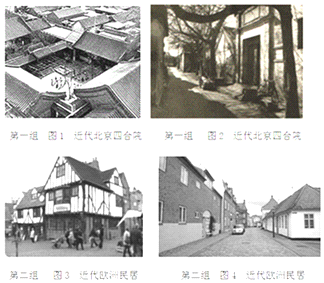 第一组 图1 近代北京四合院
第一组 图2 近代北京四合院
第二组 图3 近代欧洲民居
第二组 图4 近代欧洲民居